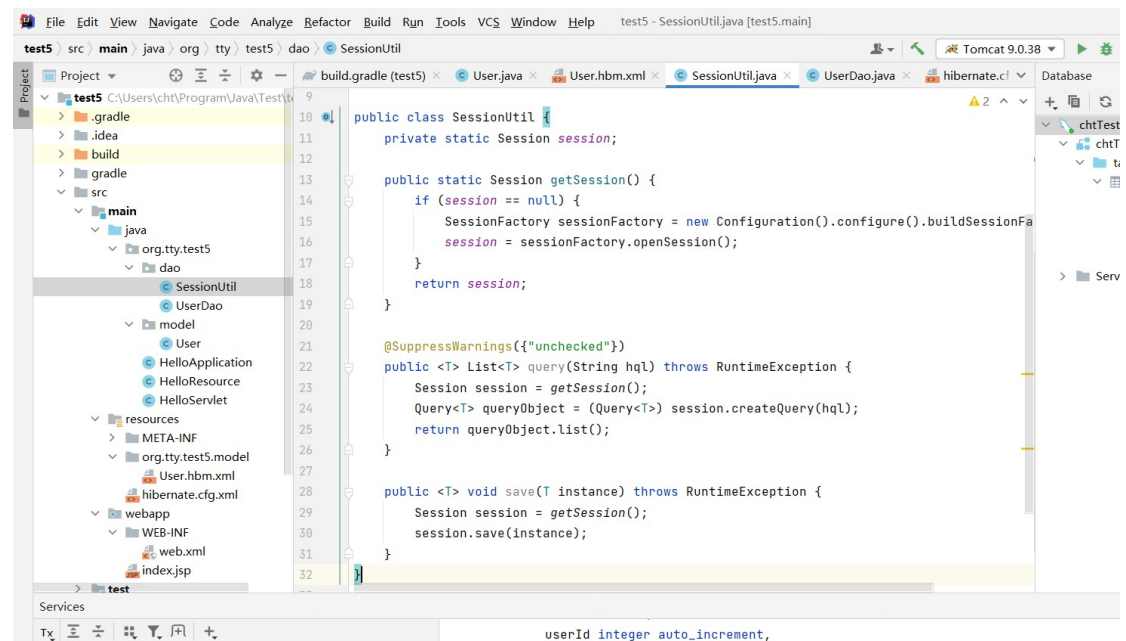 File Edit View Navigate Code Analyze Refactor Build Run Tools VCS Window Help test5 - SessionUtil.java [test5.main]
test5 src main java org tty test5 dao SessionUtil Tomcat 9.0.38
Project
Project build.gradle (test5) User.java User.hbm.xml SessionUtil.java UserDao.java hibernate.cf Database
test5 C:\Users\cht\Program\Java\Test\te
.gradle
.idea
build
gradle
src
main
java
org.tty.test5
dao
SessionUtil
UserDao
model
User
HelloApplication
HelloResource
HelloServlet
resources
META-INF
org.tty.test5.model
User.hbm.xml
hibernate.cfg.xml
webapp
WEB-INF
web.xml
index.jsp
test
2
9
10 public class SessionUtil {
11 private static Session session;
12
13 public static Session getSession() {
14 if (session == null) {
15 SessionFactory sessionFactory = new Configuration().configure().buildSessionFa
16 session = sessionFactory.openSession();
17 }
18 return session;
19 }
20
21 @SuppressWarnings({"unchecked"})
22 public <T> List<T> query(String hql) throws RuntimeException {
23 Session session = getSession();
24 Query<T> queryObject = (Query<T>) session.createQuery(hql);
25 return queryObject.list();
26 }
27
28 public <T> void save(T instance) throws RuntimeException {
29 Session session = getSession();
30 session.save(instance);
31 }
32 }
chtTest
chtT
ta
Serv
Services
Tx
userId integer auto_increment,